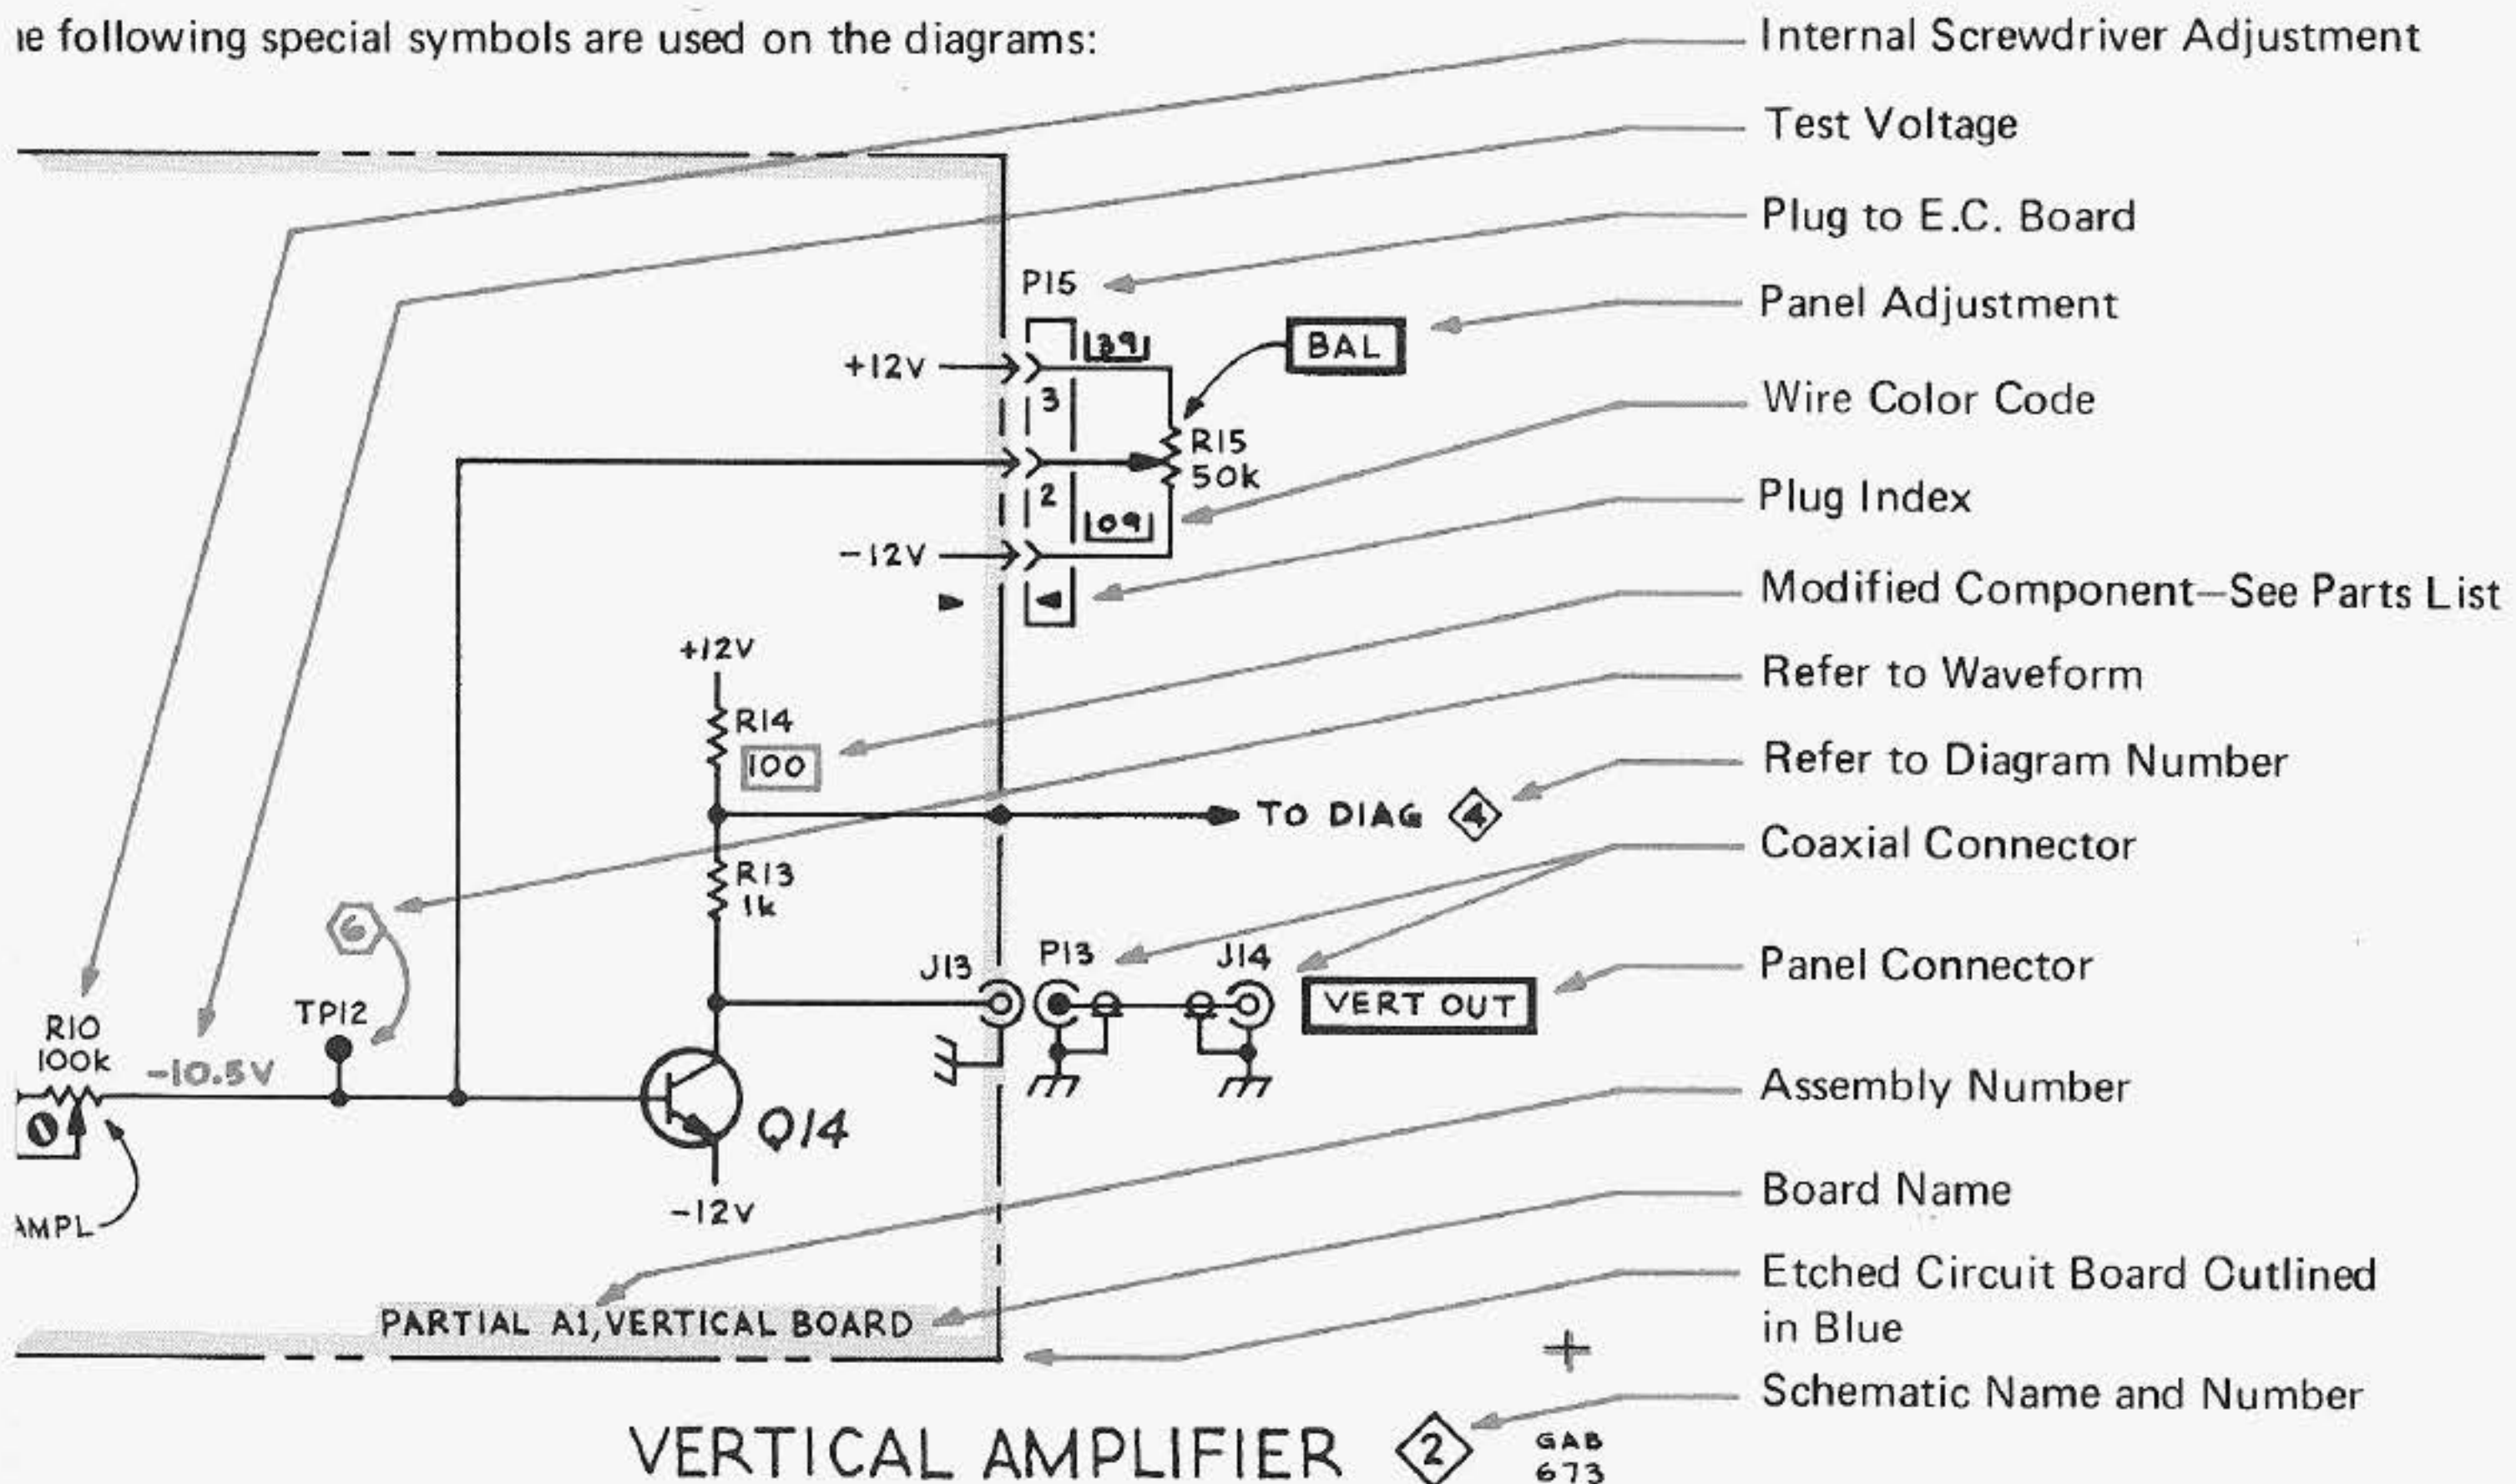 following special symbols are used on the diagrams:
Internal Screwdriver Adjustment
Test Voltage
Plug to E.C. Board
Panel Adjustment
Wire Color Code
Plug Index
Modified Component—See Parts List
Refer to Waveform
Refer to Diagram Number
Coaxial Connector
Panel Connector
Assembly Number
Board Name
Etched Circuit Board Outlined
in Blue
Schematic Name and Number
P15
39
BAL
+12V
3
R15
50k
2
09
-12V
+12V
R14
100
TO DIAG 4
R13
1k
6
J13
P13
J14
VERT OUT
TP12
R10
100k
-10.5V
Q14
-12V
AMPL
PARTIAL A1, VERTICAL BOARD
VERTICAL AMPLIFIER 2
GAB
673